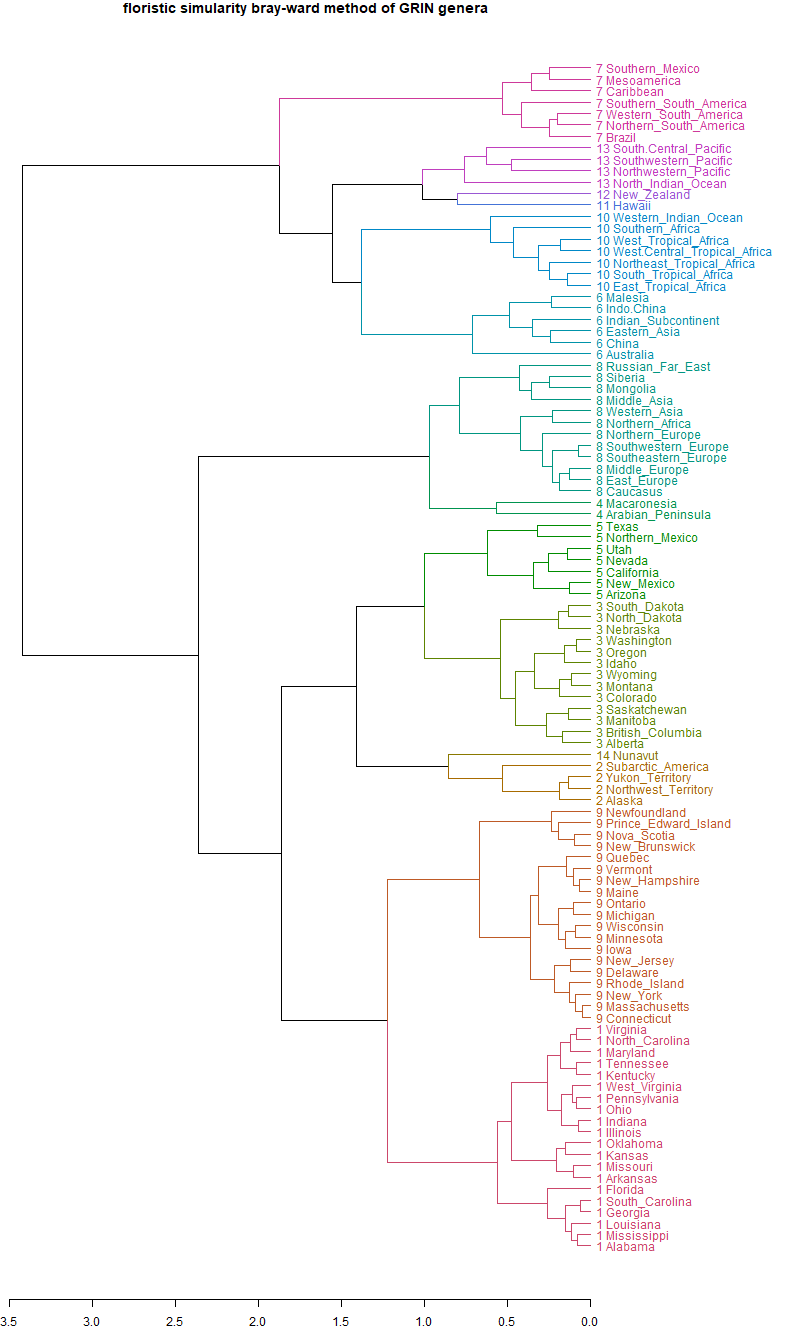 floristic simularity bray-ward method of GRIN genera
7 Southern_Mexico
7 Mesoamerica
7 Caribbean
7 Southern_South_America
7 Western_South_America
7 Northern_South_America
7 Brazil
13 South.Central_Pacific
13 Southwestern_Pacific
13 Northwestern_Pacific
13 North_Indian_Ocean
12 New_Zealand
11 Hawaii
10 Western_Indian_Ocean
10 Southern_Africa
10 West_Tropical_Africa
10 West.Central_Tropical_Africa
10 Northeast_Tropical_Africa
10 South_Tropical_Africa
10 East_Tropical_Africa
6 Malesia
6 Indo.China
6 Indian_Subcontinent
6 Eastern_Asia
6 China
6 Australia
8 Russian_Far_East
8 Siberia
8 Mongolia
8 Middle_Asia
8 Western_Asia
8 Northern_Africa
8 Northern_Europe
8 Southwestern_Europe
8 Southeastern_Europe
8 Middle_Europe
8 East_Europe
8 Caucasus
4 Macaronesia
4 Arabian_Peninsula
5 Texas
5 Northern_Mexico
5 Utah
5 Nevada
5 California
5 New_Mexico
5 Arizona
3 South_Dakota
3 North_Dakota
3 Nebraska
3 Washington
3 Oregon
3 Idaho
3 Wyoming
3 Montana
3 Colorado
3 Saskatchewan
3 Manitoba
3 British_Columbia
3 Alberta
14 Nunavut
2 Subarctic_America
2 Yukon_Territory
2 Northwest_Territory
2 Alaska
9 Newfoundland
9 Prince_Edward_Island
9 Nova_Scotia
9 New_Brunswick
9 Quebec
9 Vermont
9 New_Hampshire
9 Maine
9 Ontario
9 Michigan
9 Wisconsin
9 Minnesota
9 Iowa
9 New_Jersey
9 Delaware
9 Rhode_Island
9 New_York
9 Massachusetts
9 Connecticut
1 Virginia
1 North_Carolina
1 Maryland
1 Tennessee
1 Kentucky
1 West_Virginia
1 Pennsylvania
1 Ohio
1 Indiana
1 Illinois
1 Oklahoma
1 Kansas
1 Missouri
1 Arkansas
1 Florida
1 South_Carolina
1 Georgia
1 Louisiana
1 Mississippi
1 Alabama
3.5 3.0 2.5 2.0 1.5 1.0 0.5 0.0